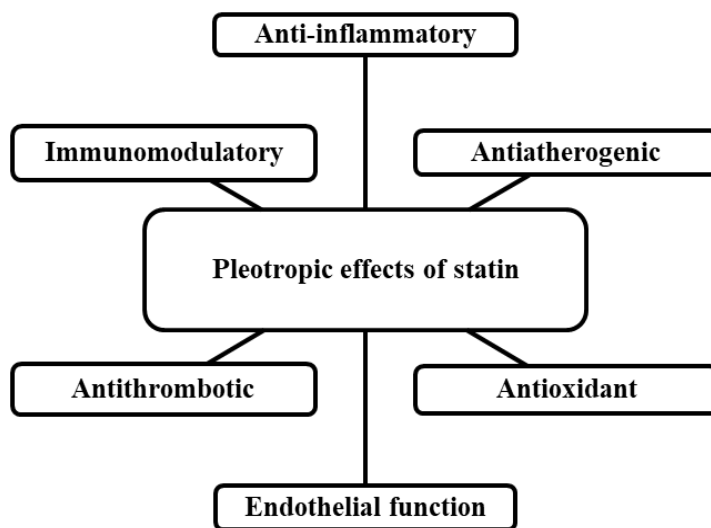 Anti-inflammatory
Immunomodulatory
Antiatherogenic
Pleotropic effects of statin
Antithrombotic
Antioxidant
Endothelial function